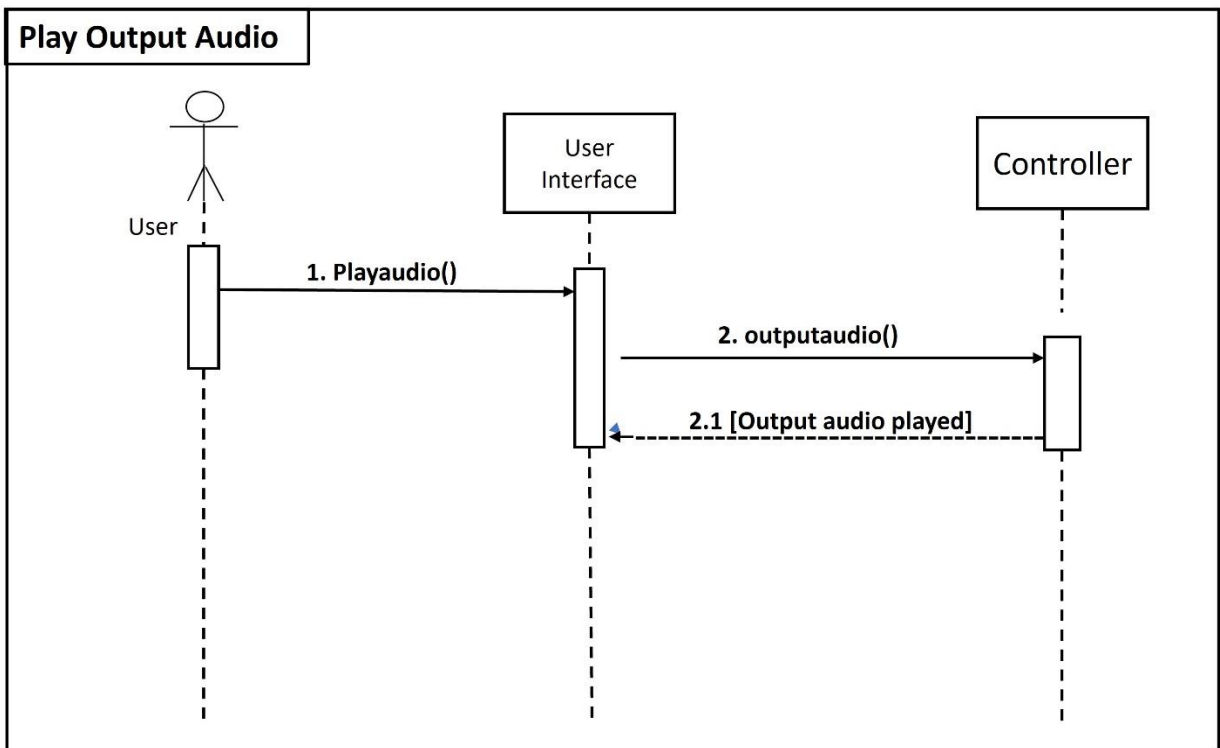 Play Output Audio
User
Interface
Controller
User
1. Playaudio()
2. outputaudio()
2.1 [Output audio played]